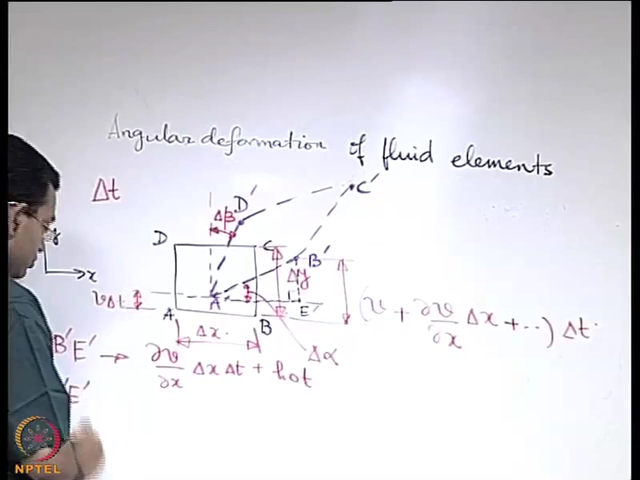 Angular deformation of fluid elements
Δt
D'
C'
Δβ
D
C
B'
y
x
Δy
A'
E'
vΔt
A
B
(v + ∂v/∂x Δx + ..) Δt
Δx
Δα
B'E' → ∂v/∂x Δx Δt + hot
'E'
NPTEL